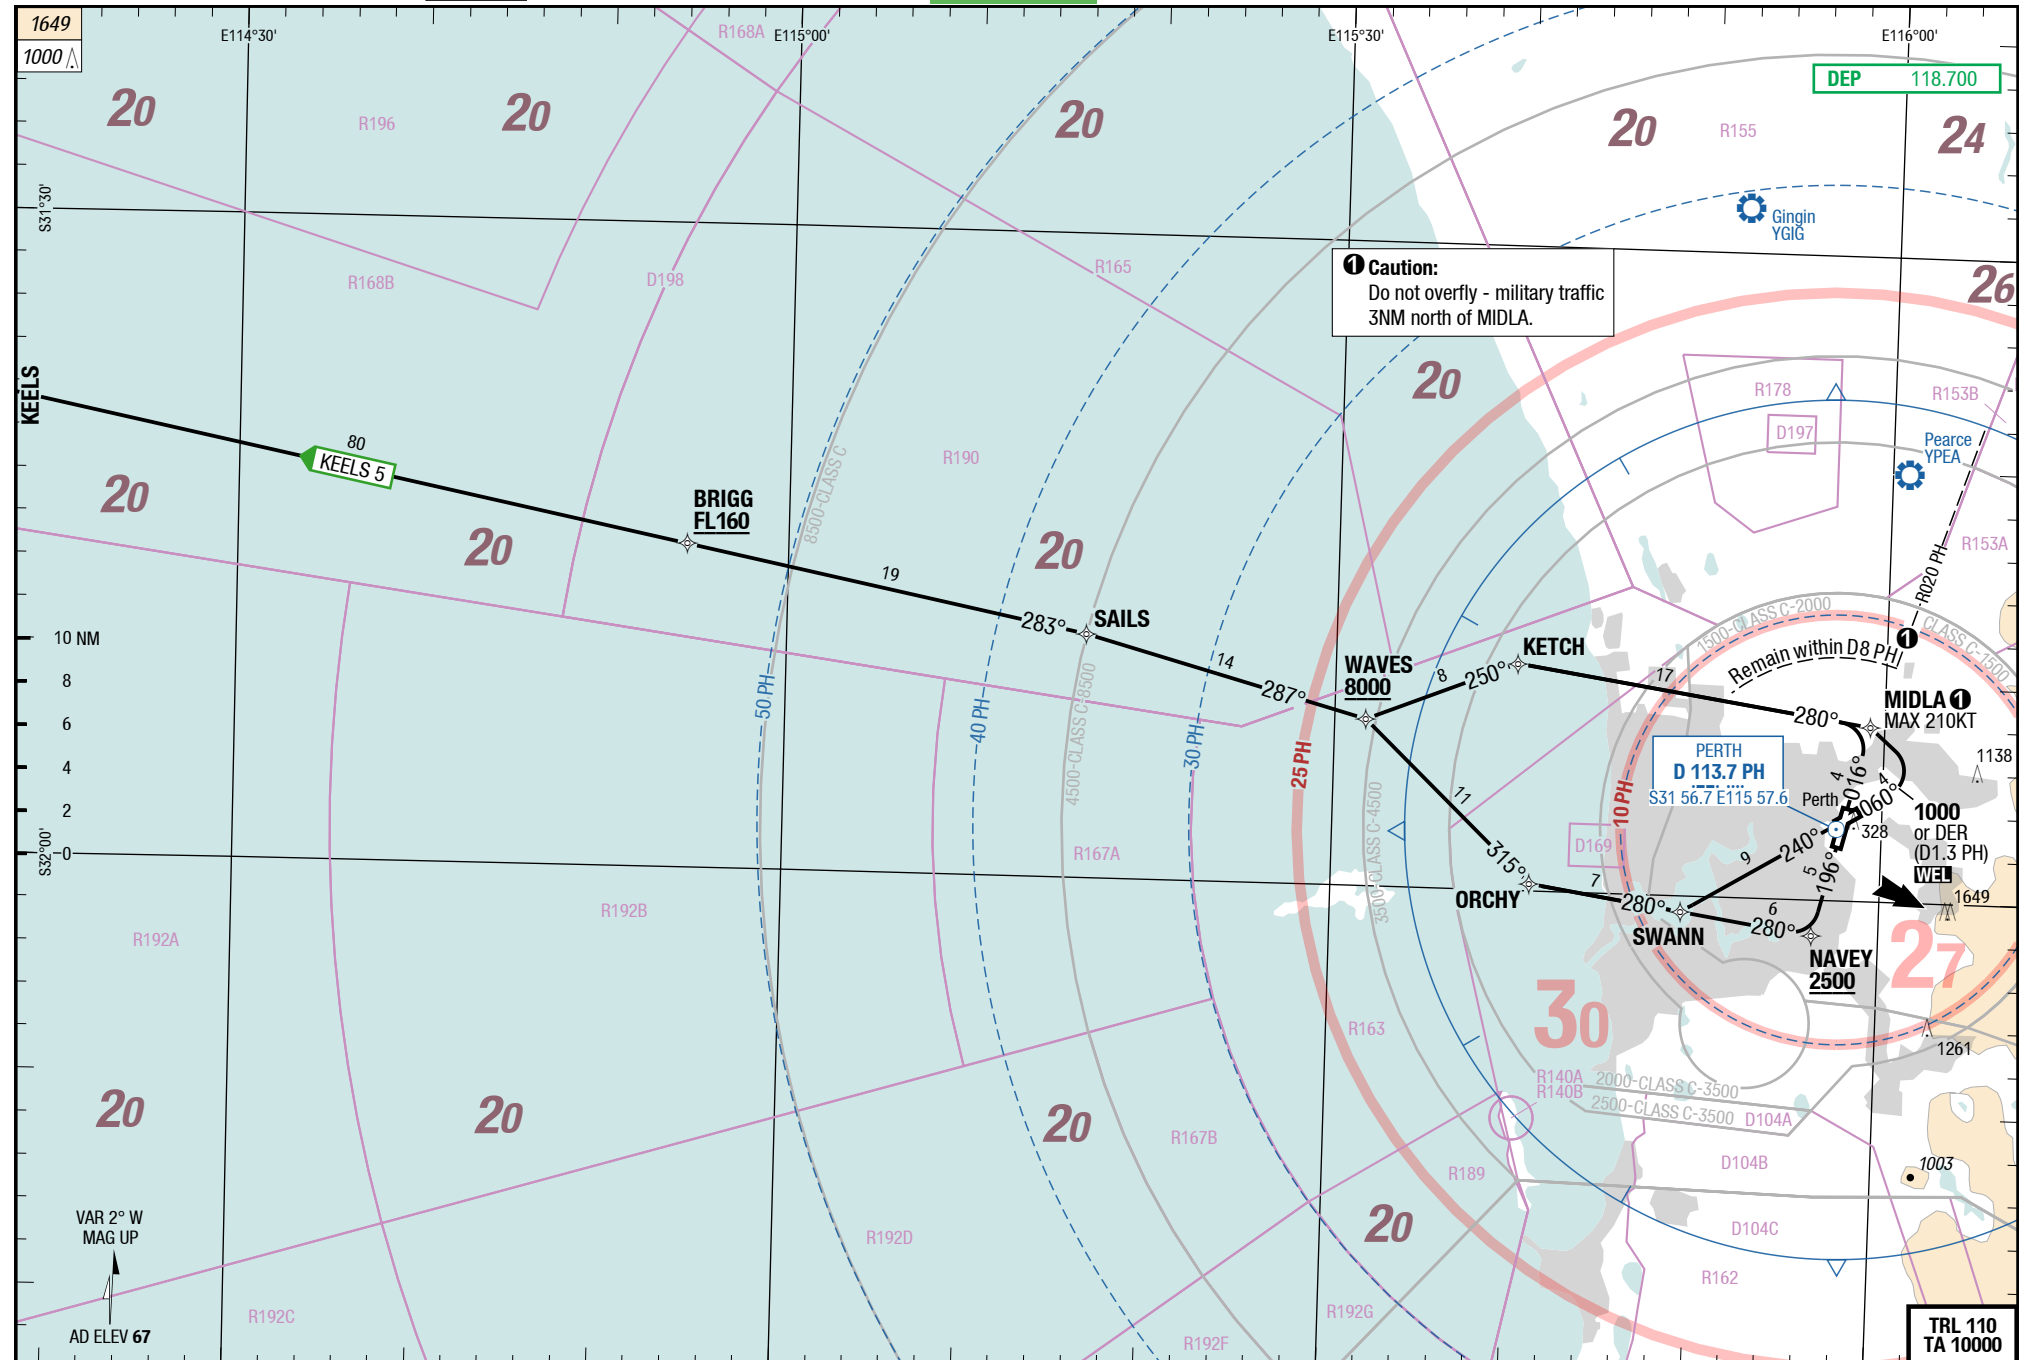 1649
1000
E114°30'
R168A
E115°00'
E115°30'
E116°00'
DEP 118.700
20
R196
20
20
20
R155
24
S31°30'
Gingin
YGIG
R168B
D198
R165
1 Caution:
Do not overfly - military traffic
3NM north of MIDLA.
26
KEELS
20
R178
R153B
D197
Pearce
YPEA
80
KEELS 5
R190
8500-CLASS C
20
BRIGG
FL160
20
20
R153A
19
R020 PH
283°
SAILS
1500-CLASS C-2000
CLASS C-1500
10 NM
8
6
4
2
0
14
WAVES
8000
8
250°
KETCH
Remain within D8 PH
1
17
287°
MIDLA 1
MAX 210KT
280°
50 PH
40 PH
30 PH
25 PH
10 PH
4500-CLASS C-8500
3500-CLASS C-4500
PERTH
D 113.7 PH
S31 56.7 E115 57.6
1138
4
016°
4
060°
Perth
328
1000
or DER
(D1.3 PH)
WEL
11
315°
D169
9
240°
5
196°
S32°00'
R167A
ORCHY
7
280°
SWANN
6
280°
1649
NAVEY
2500
27
R192A
R192B
R163
30
1261
R140A
R140B
2000-CLASS C-3500
2500-CLASS C-3500
D104A
20
20
20
R167B
R189
D104B
1003
VAR 2° W
MAG UP
R192D
20
D104C
R162
AD ELEV 67
R192C
R192F
R192G
TRL 110
TA 10000